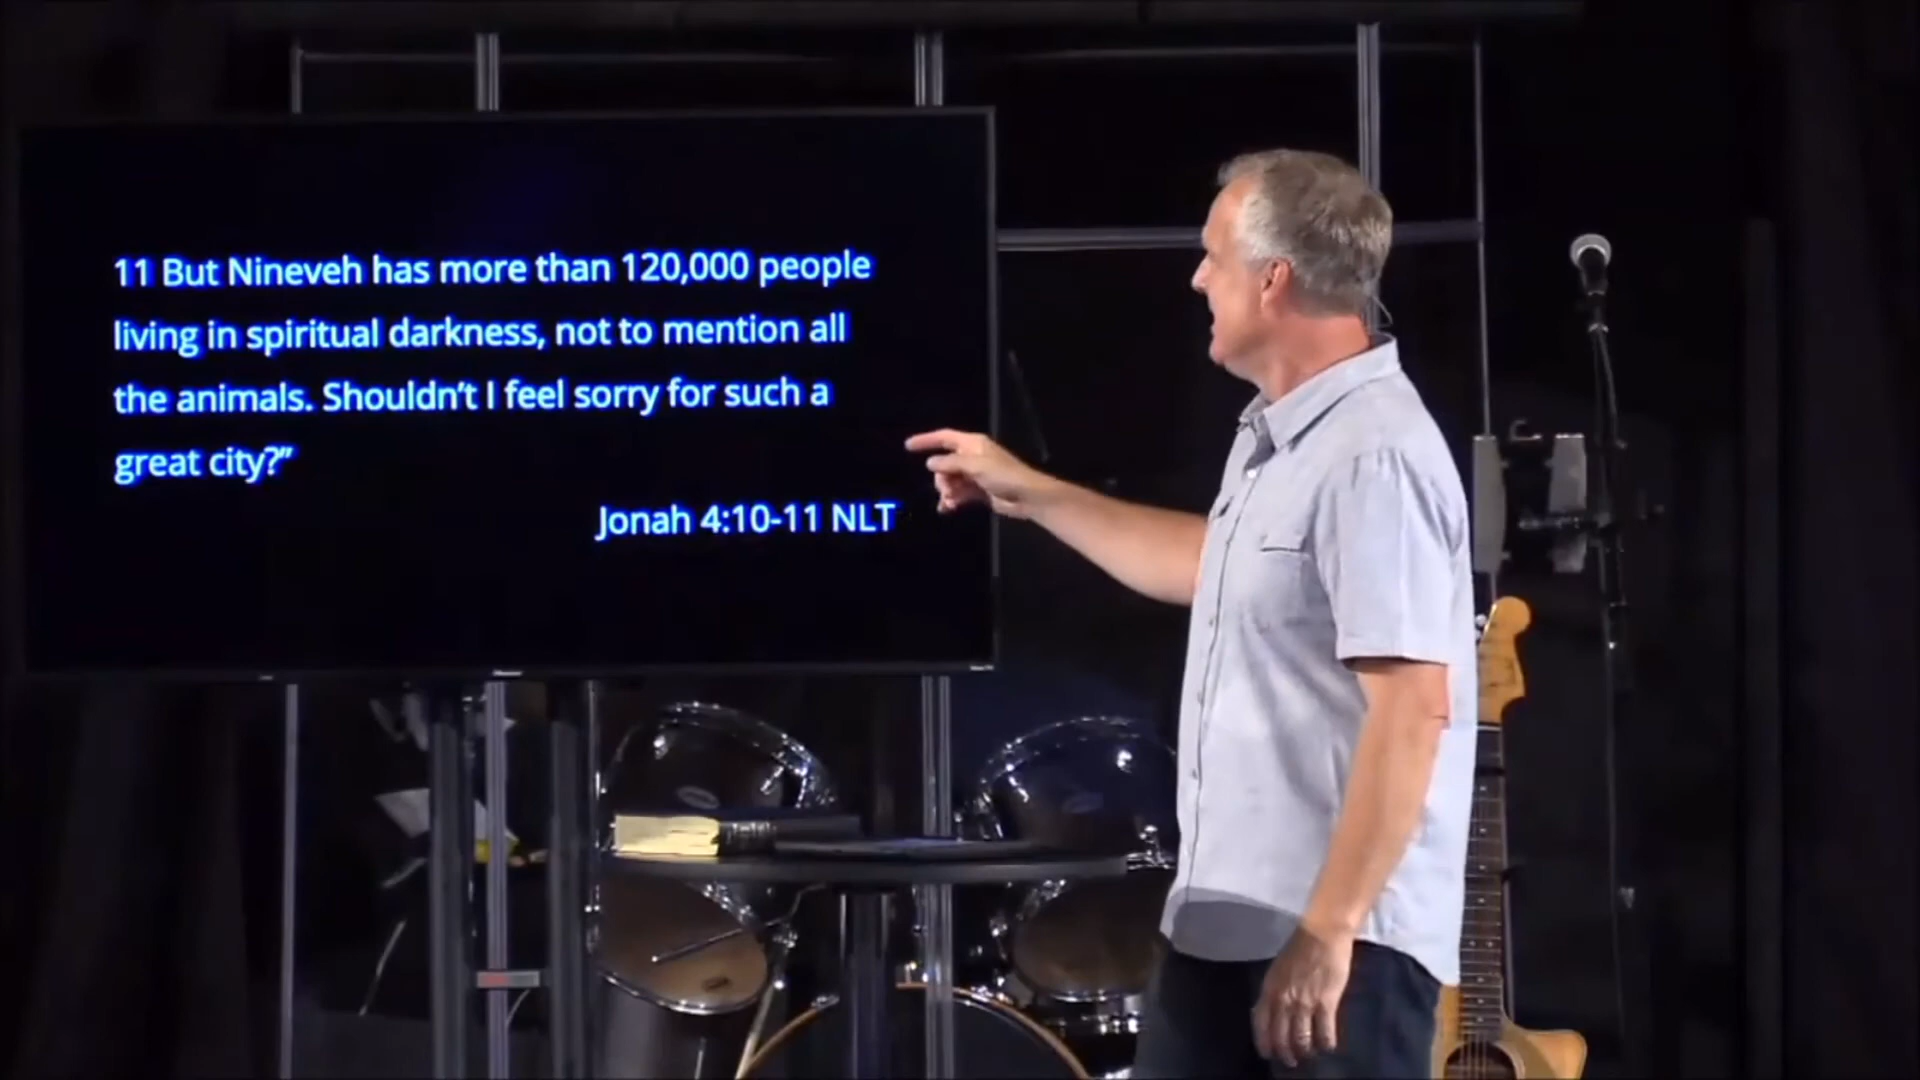 11 But Nineveh has more than 120,000 people
living in spiritual darkness, not to mention all
the animals. Shouldn't I feel sorry for such a
great city?”
Jonah 4:10-11 NLT